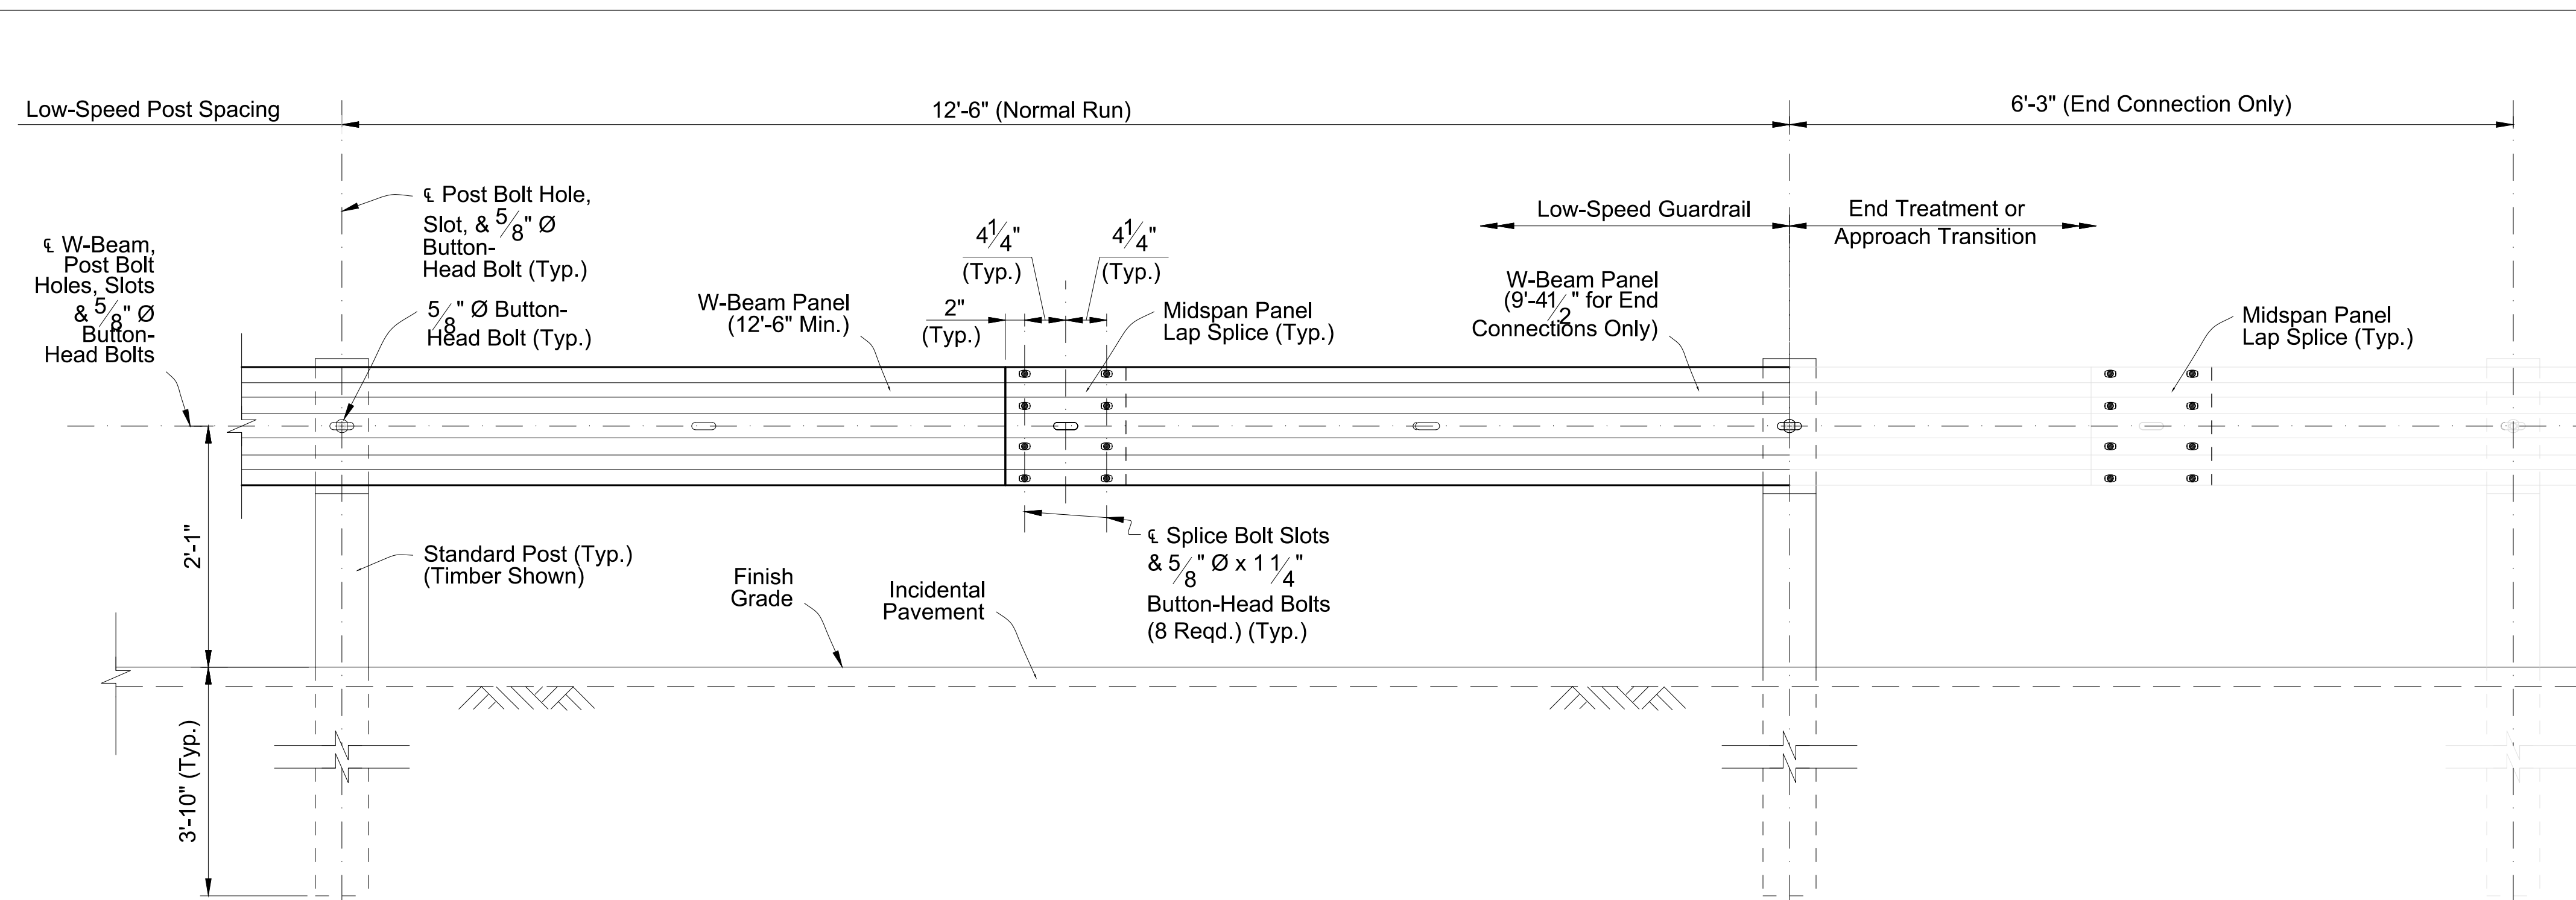 Low-Speed Post Spacing
12'-6" (Normal Run)
6'-3" (End Connection Only)
℄ Post Bolt Hole,
Slot, & 5/8" Ø
Button-
Head Bolt (Typ.)
℄ W-Beam,
Post Bolt
Holes, Slots
& 5/8" Ø
Button-
Head Bolts
5/8" Ø Button-
Head Bolt (Typ.)
W-Beam Panel
(12'-6" Min.)
2"
(Typ.)
4 1/4"
(Typ.)
4 1/4"
(Typ.)
Midspan Panel
Lap Splice (Typ.)
Low-Speed Guardrail
End Treatment or
Approach Transition
W-Beam Panel
(9'-4 1/2" for End
Connections Only)
Midspan Panel
Lap Splice (Typ.)
2'-1"
Standard Post (Typ.)
(Timber Shown)
Finish
Grade
Incidental
Pavement
℄ Splice Bolt Slots
& 5/8" Ø x 1 1/4"
Button-Head Bolts
(8 Reqd.) (Typ.)
3'-10" (Typ.)